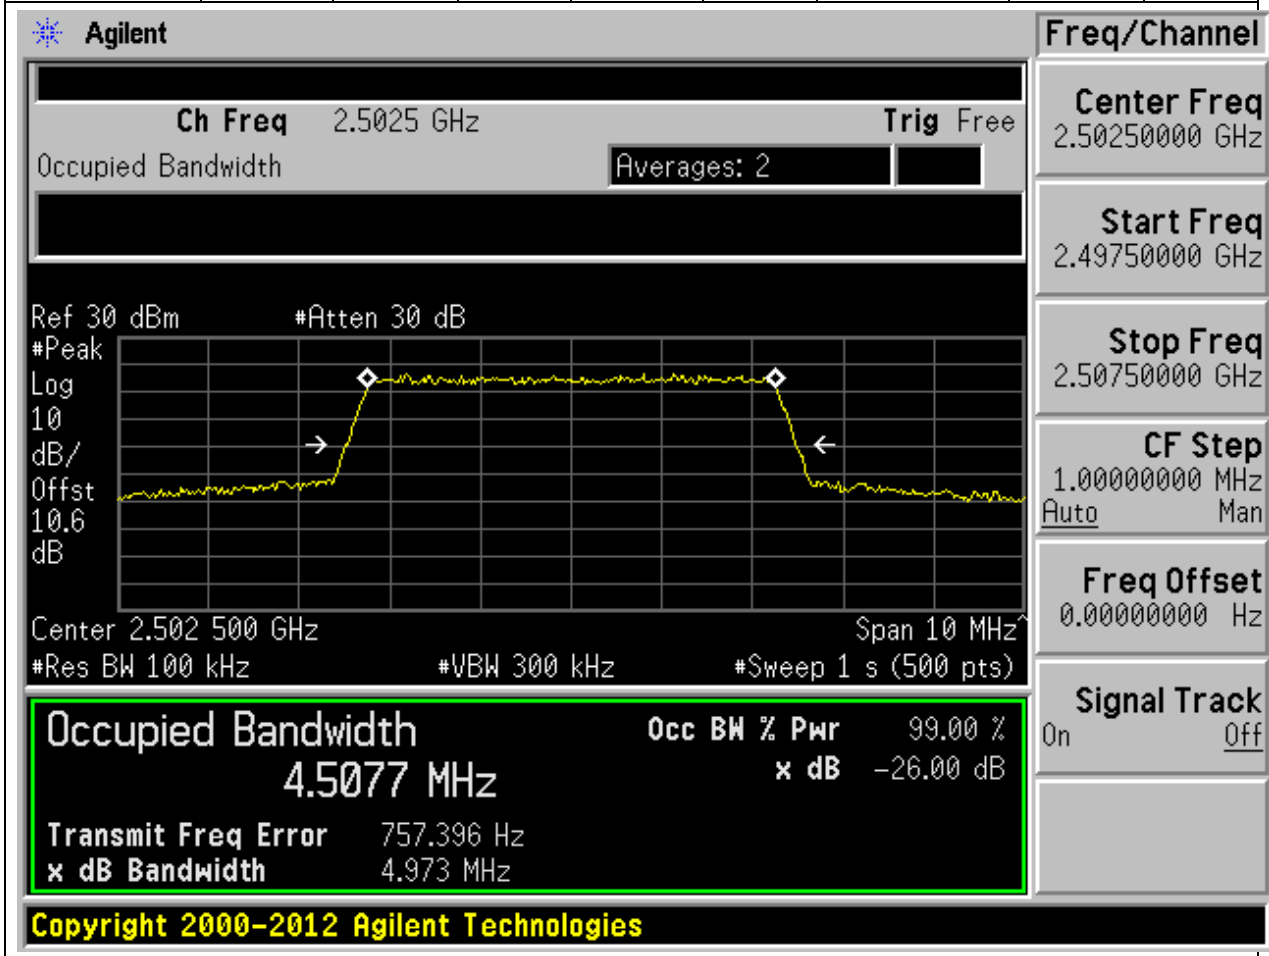 Agilent
Freq/Channel
Ch Freq 2.5025 GHz Trig Free
Occupied Bandwidth Averages: 2
Ref 30 dBm #Atten 30 dB
#Peak
Log
10
dB/
Offst
10.6
dB
Center 2.502 500 GHz Span 10 MHz^
#Res BW 100 kHz #VBW 300 kHz #Sweep 1 s (500 pts)
Occupied Bandwidth Occ BW % Pwr 99.00 %
4.5077 MHz x dB -26.00 dB
Transmit Freq Error 757.396 Hz
x dB Bandwidth 4.973 MHz
Copyright 2000-2012 Agilent Technologies
Center Freq
2.50250000 GHz
Start Freq
2.49750000 GHz
Stop Freq
2.50750000 GHz
CF Step
1.00000000 MHz
Auto Man
Freq Offset
0.00000000 Hz
Signal Track
On Off